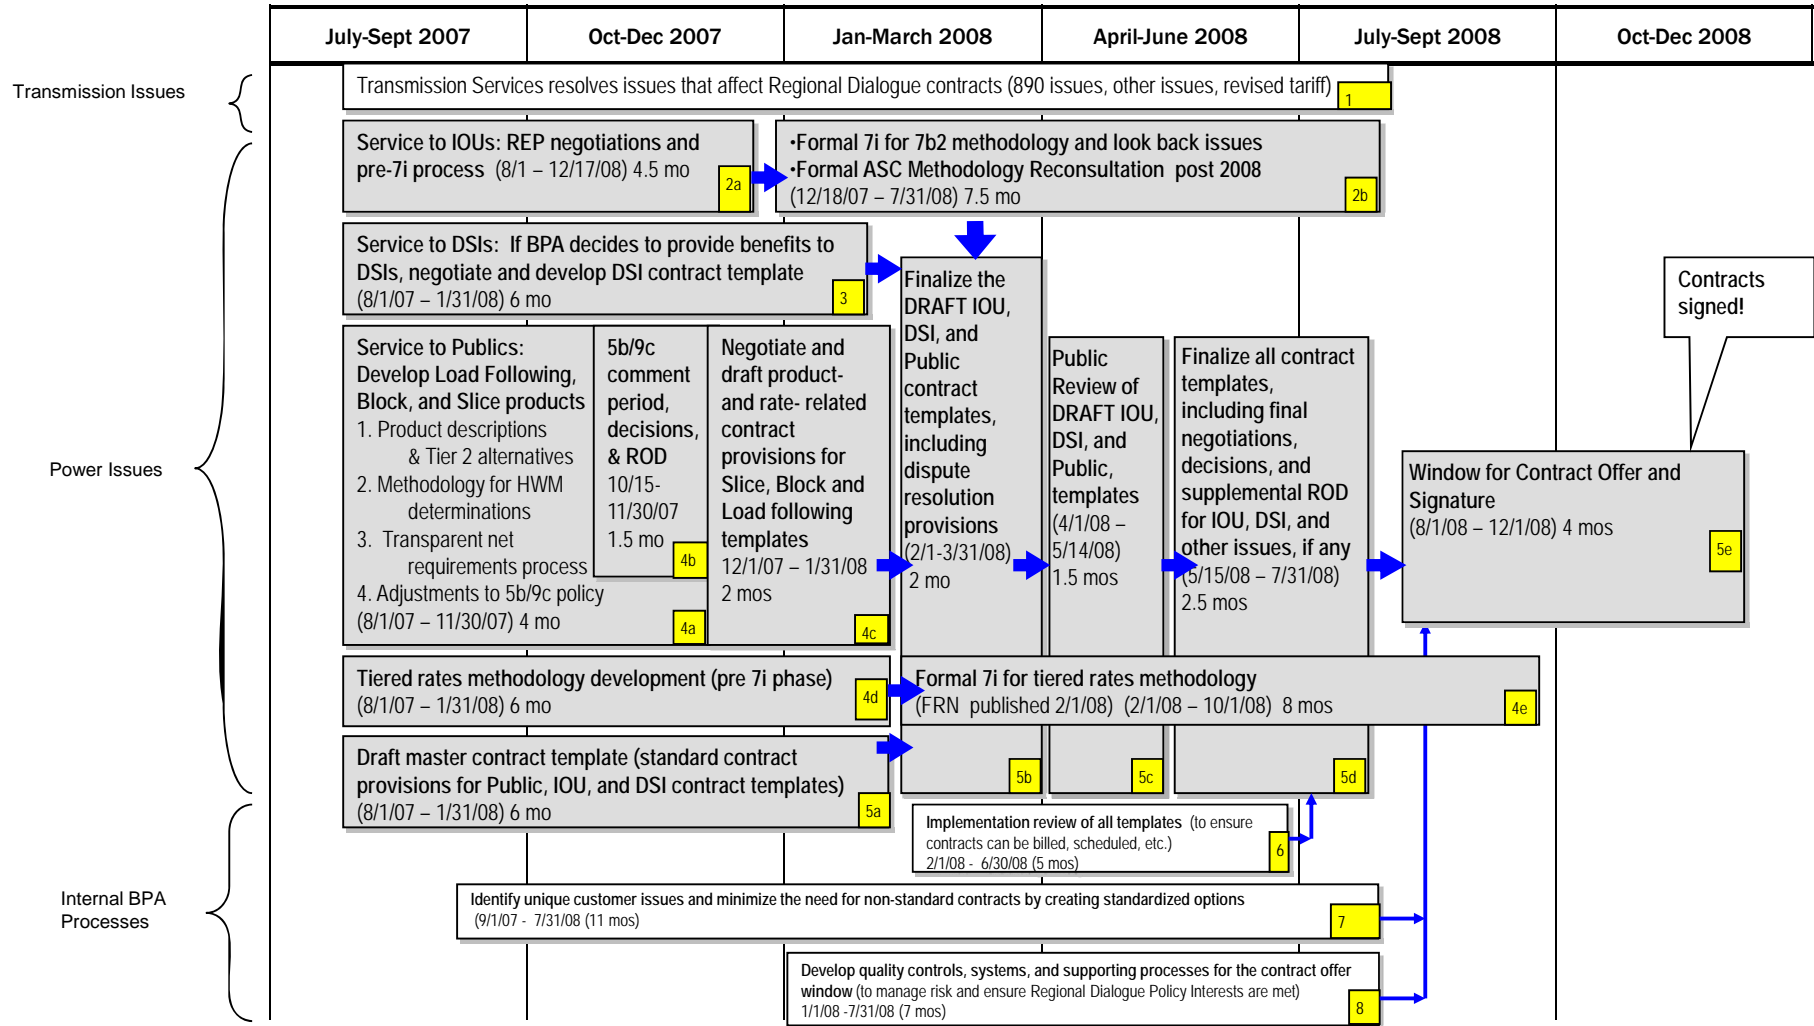 July-Sept 2007
Oct-Dec 2007
Jan-March 2008
April-June 2008
July-Sept 2008
Oct-Dec 2008
Transmission Issues
Transmission Services resolves issues that affect Regional Dialogue contracts (890 issues, other issues, revised tariff)
1
Power Issues
Service to IOUs: REP negotiations and
pre-7i process (8/1 – 12/17/08) 4.5 mo
2a
•Formal 7i for 7b2 methodology and look back issues
•Formal ASC Methodology Reconsultation post 2008
(12/18/07 – 7/31/08) 7.5 mo
2b
Service to DSIs: If BPA decides to provide benefits to
DSIs, negotiate and develop DSI contract template
(8/1/07 – 1/31/08) 6 mo
3
Service to Publics:
Develop Load Following,
Block, and Slice products
1. Product descriptions
& Tier 2 alternatives
2. Methodology for HWM
determinations
3. Transparent net
requirements process
4. Adjustments to 5b/9c policy
(8/1/07 – 11/30/07) 4 mo
4a
5b/9c
comment
period,
decisions,
& ROD
10/15-
11/30/07
1.5 mo
4b
Negotiate and
draft product-
and rate- related
contract
provisions for
Slice, Block and
Load following
templates
12/1/07 – 1/31/08
2 mos
4c
Finalize the
DRAFT IOU,
DSI, and
Public
contract
templates,
including
dispute
resolution
provisions
(2/1-3/31/08)
2 mo
5b
Public
Review of
DRAFT IOU,
DSI, and
Public,
templates
(4/1/08 –
5/14/08)
1.5 mos
5c
Finalize all contract
templates,
including final
negotiations,
decisions, and
supplemental ROD
for IOU, DSI, and
other issues, if any
(5/15/08 – 7/31/08)
2.5 mos
5d
Contracts
signed!
Window for Contract Offer and
Signature
(8/1/08 – 12/1/08) 4 mos
5e
Tiered rates methodology development (pre 7i phase)
(8/1/07 – 1/31/08) 6 mo
4d
Formal 7i for tiered rates methodology
(FRN published 2/1/08) (2/1/08 – 10/1/08) 8 mos
4e
Draft master contract template (standard contract
provisions for Public, IOU, and DSI contract templates)
(8/1/07 – 1/31/08) 6 mo
5a
Internal BPA
Processes
Implementation review of all templates (to ensure
contracts can be billed, scheduled, etc.)
2/1/08 - 6/30/08 (5 mos)
6
Identify unique customer issues and minimize the need for non-standard contracts by creating standardized options
(9/1/07 - 7/31/08 (11 mos)
7
Develop quality controls, systems, and supporting processes for the contract offer
window (to manage risk and ensure Regional Dialogue Policy Interests are met)
1/1/08 -7/31/08 (7 mos)
8